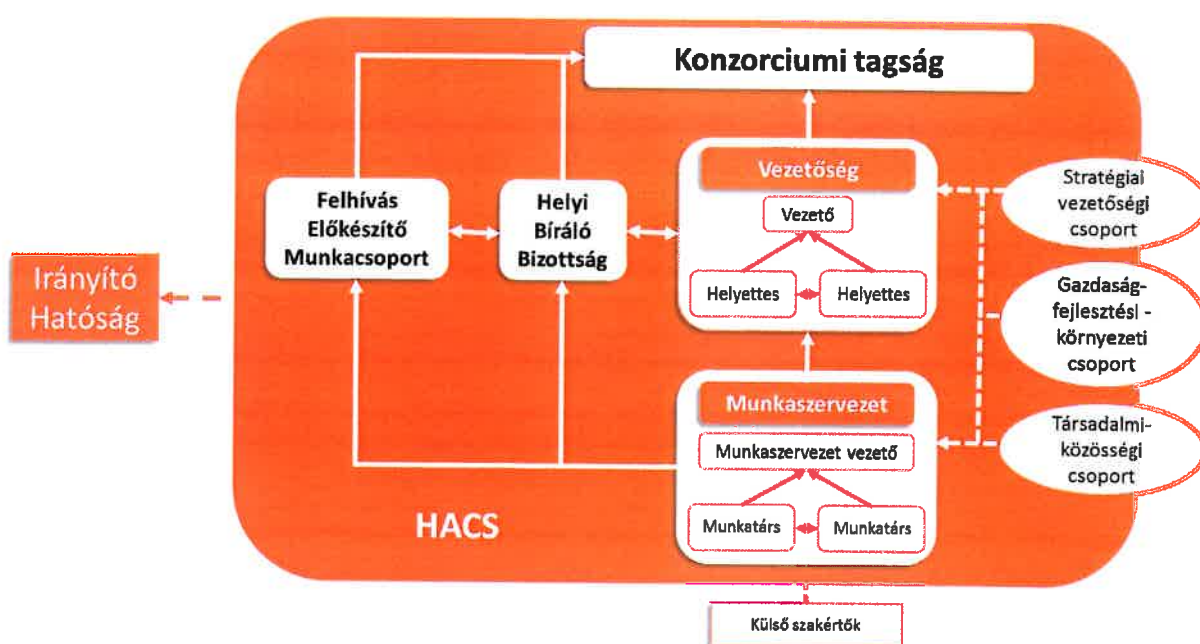 Konzorciumi tagság
Felhívás
Előkészítő
Munkacsoport
Helyi
Bíráló
Bizottság
Vezetőség
Vezető
Helyettes
Helyettes
Stratégiai
vezetőségi
csoport
Gazdaság-
fejlesztési -
környezeti
csoport
Társadalmi-
közösségi
csoport
Irányító
Hatóság
Munkaszervezet
Munkaszervezet vezető
Munkatárs
Munkatárs
HACS
Külső szakértők